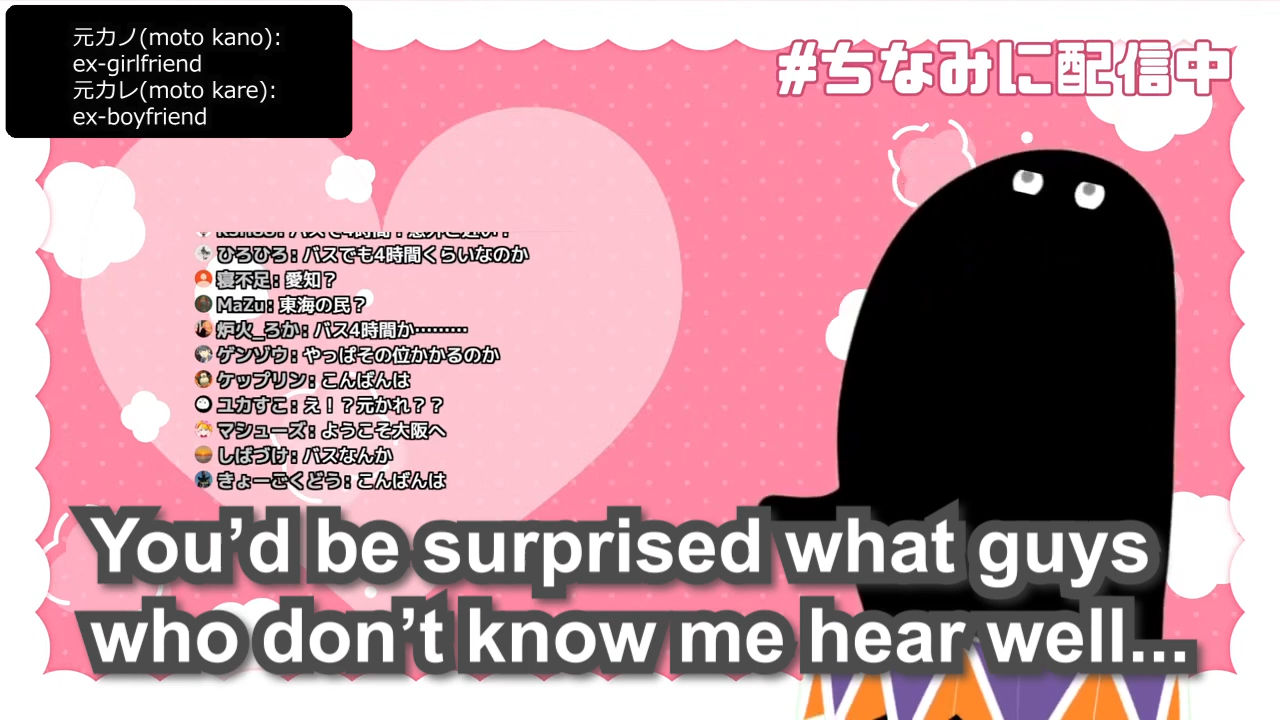 元カノ(moto kano):
ex-girlfriend
元カレ(moto kare):
ex-boyfriend
#ちなみに配信中
ひろひろ: バスでも4時間くらいなのか
寝不足: 愛知？
MaZu: 東海の民？
炉火_ろか: バス4時間か………
ゲンゾウ: やっぱその位かかるのか
ケップリン: こんばんは
ユカすこ: え！？元かれ？？
マシューズ: ようこそ大阪へ
しばづけ: バスなんか
きょーごくどう: こんばんは
You’d be surprised what guys
who don’t know me hear well...